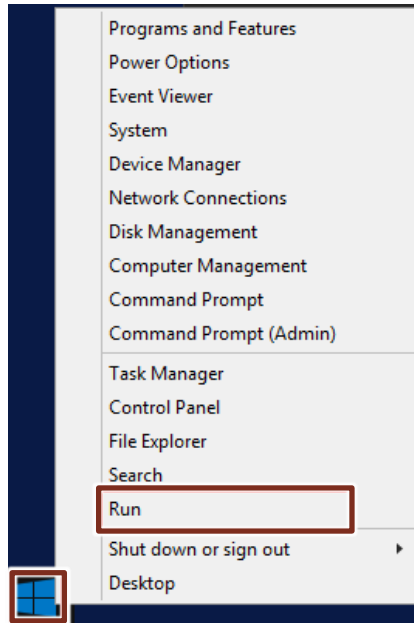 Programs and Features
Power Options
Event Viewer
System
Device Manager
Network Connections
Disk Management
Computer Management
Command Prompt
Command Prompt (Admin)
Task Manager
Control Panel
File Explorer
Search
Run
Shut down or sign out
Desktop